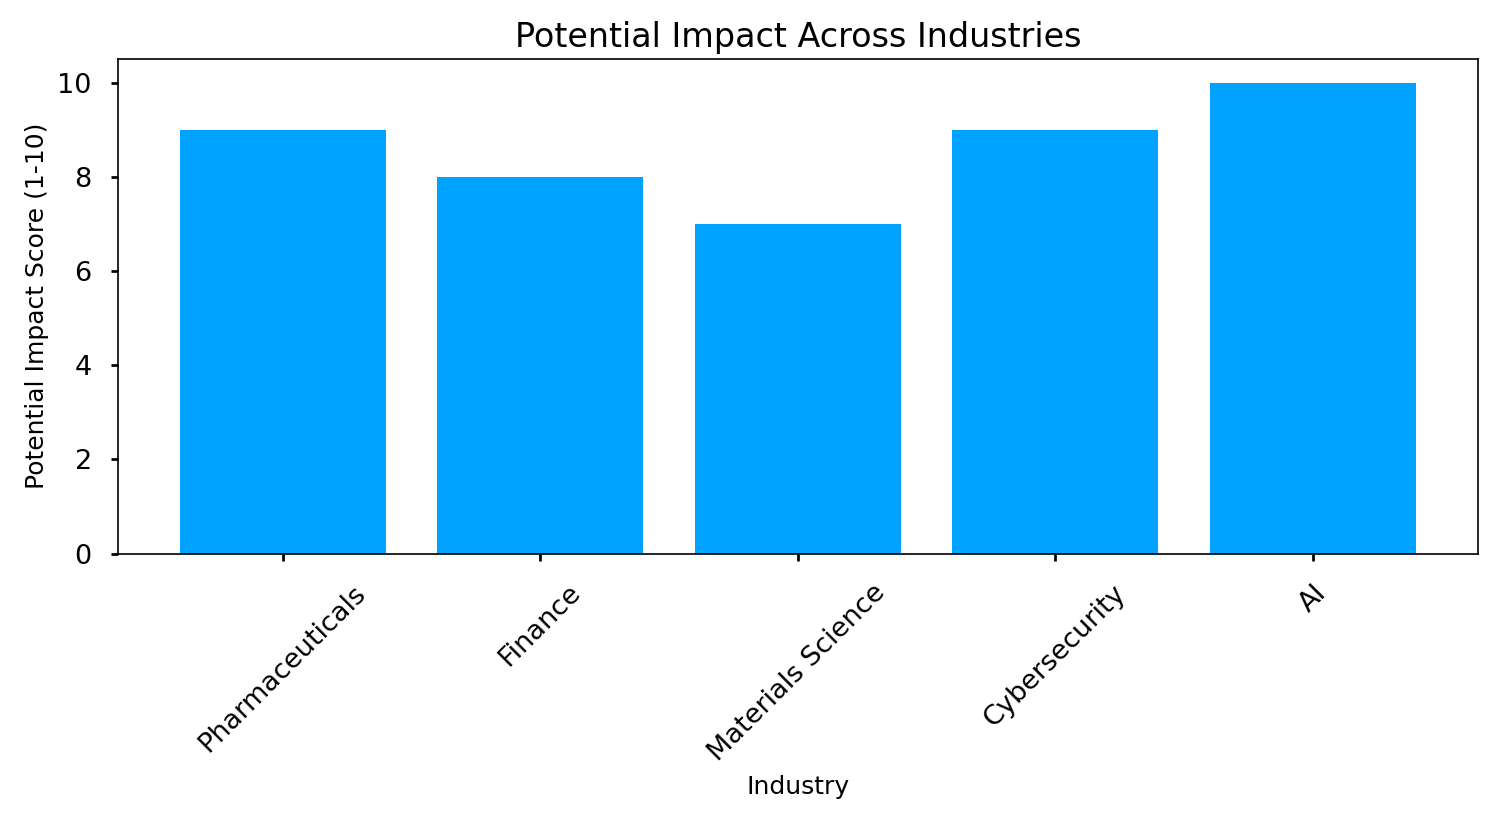 Potential Impact Across Industries
Potential Impact Score (1-10)
10
8
6
4
2
0
Pharmaceuticals
Finance
Materials Science
Cybersecurity
AI
Industry